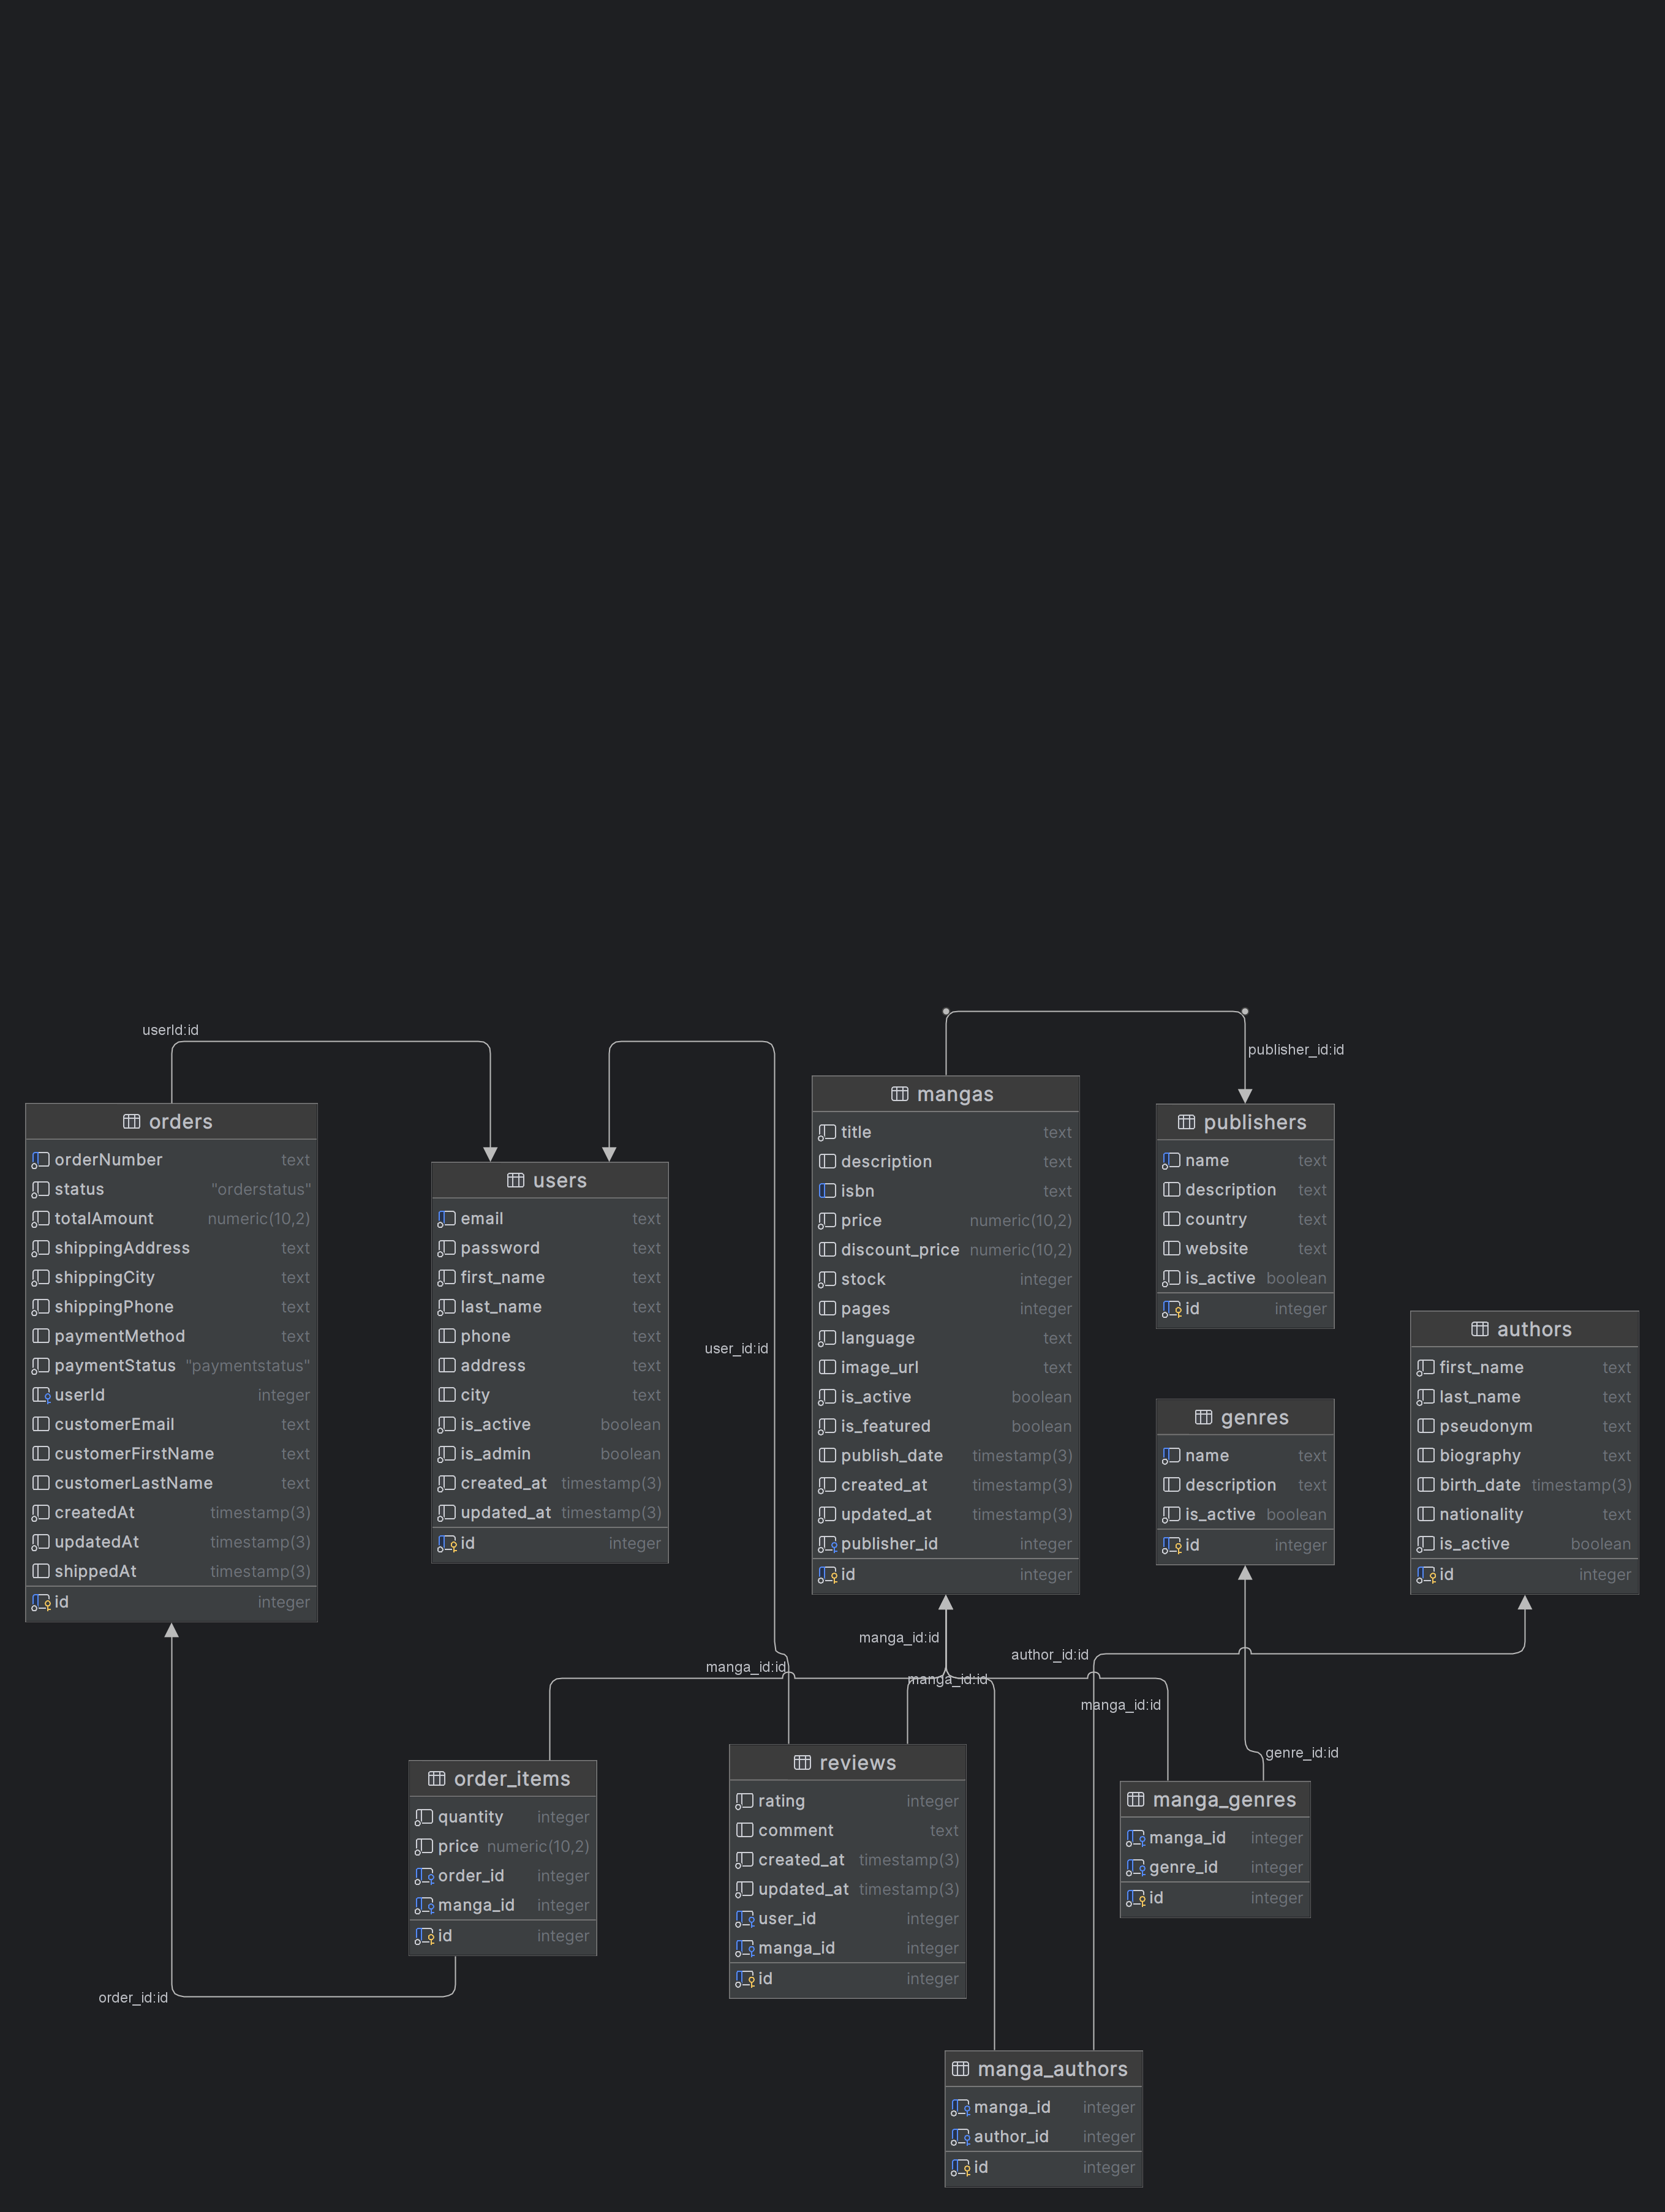 userId:id
publisher_id:id
orders
orderNumber text
status "orderstatus"
totalAmount numeric(10,2)
shippingAddress text
shippingCity text
shippingPhone text
paymentMethod text
paymentStatus "paymentstatus"
userId integer
customerEmail text
customerFirstName text
customerLastName text
createdAt timestamp(3)
updatedAt timestamp(3)
shippedAt timestamp(3)
id integer
users
email text
password text
first_name text
last_name text
phone text
address text
city text
is_active boolean
is_admin boolean
created_at timestamp(3)
updated_at timestamp(3)
id integer
user_id:id
mangas
title text
description text
isbn text
price numeric(10,2)
discount_price numeric(10,2)
stock integer
pages integer
language text
image_url text
is_active boolean
is_featured boolean
publish_date timestamp(3)
created_at timestamp(3)
updated_at timestamp(3)
publisher_id integer
id integer
publishers
name text
description text
country text
website text
is_active boolean
id integer
genres
name text
description text
is_active boolean
id integer
authors
first_name text
last_name text
pseudonym text
biography text
birth_date timestamp(3)
nationality text
is_active boolean
id integer
manga_id:id
author_id:id
manga_id:id
manga_id:id
manga_id:id
genre_id:id
order_items
quantity integer
price numeric(10,2)
order_id integer
manga_id integer
id integer
reviews
rating integer
comment text
created_at timestamp(3)
updated_at timestamp(3)
user_id integer
manga_id integer
id integer
manga_genres
manga_id integer
genre_id integer
id integer
order_id:id
manga_authors
manga_id integer
author_id integer
id integer